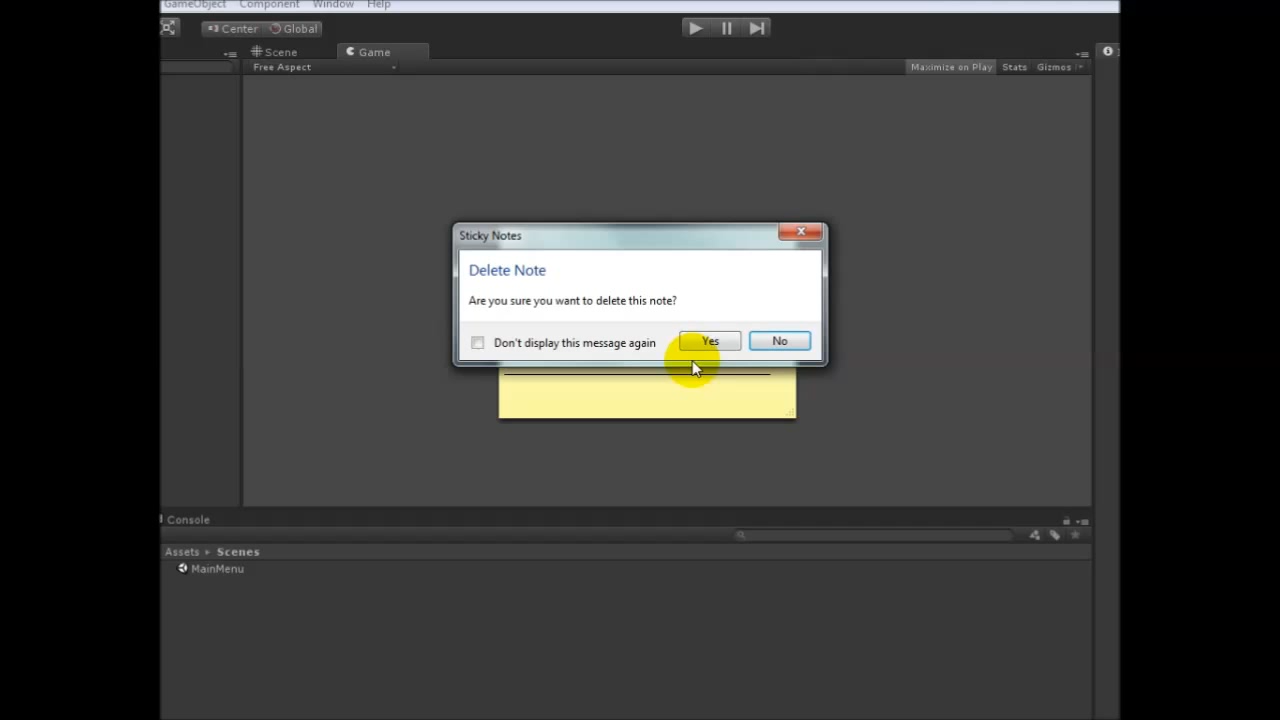 GameObject Component Window Help
Center Global
Scene Game
Free Aspect Maximize on Play Stats Gizmos
Sticky Notes
Delete Note
Are you sure you want to delete this note?
Don't display this message again Yes No
Console
Assets Scenes
MainMenu